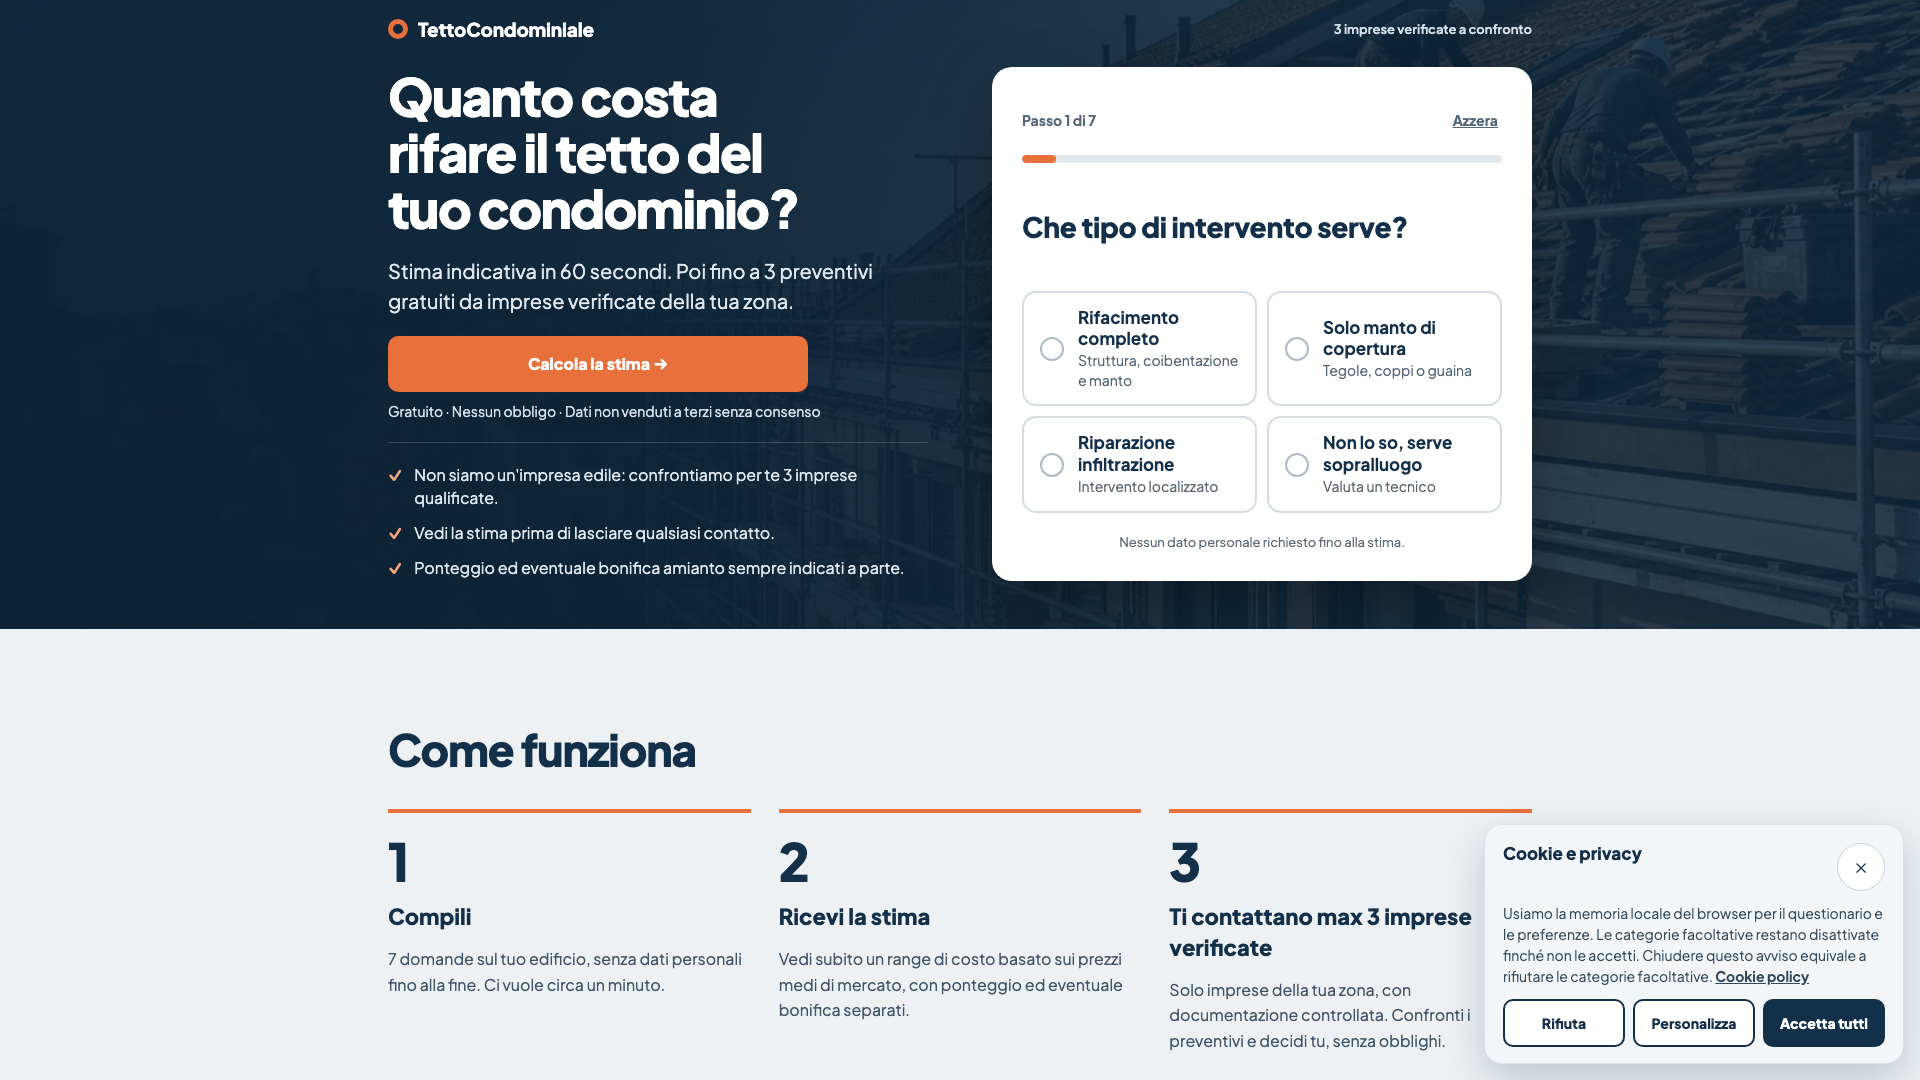 TettoCondominiale
3 imprese verificate a confronto
Quanto costa
rifare il tetto del
tuo condominio?
Stima indicativa in 60 secondi. Poi fino a 3 preventivi
gratuiti da imprese verificate della tua zona.
Calcola la stima →
Gratuito · Nessun obbligo · Dati non venduti a terzi senza consenso
Non siamo un'impresa edile: confrontiamo per te 3 imprese
qualificate.
Vedi la stima prima di lasciare qualsiasi contatto.
Ponteggio ed eventuale bonifica amianto sempre indicati a parte.
Passo 1 di 7
Azzera
Che tipo di intervento serve?
Rifacimento
completo
Struttura, coibentazione
e manto
Solo manto di
copertura
Tegole, coppi o guaina
Riparazione
infiltrazione
Intervento localizzato
Non lo so, serve
sopralluogo
Valuta un tecnico
Nessun dato personale richiesto fino alla stima.
Come funziona
1
Compili
7 domande sul tuo edificio, senza dati personali
fino alla fine. Ci vuole circa un minuto.
2
Ricevi la stima
Vedi subito un range di costo basato sui prezzi
medi di mercato, con ponteggio ed eventuale
bonifica separati.
3
Ti contattano max 3 imprese
verificate
Solo imprese della tua zona, con
documentazione controllata. Confronti i
preventivi e decidi tu, senza obblighi.
Cookie e privacy
×
Usiamo la memoria locale del browser per il questionario e
le preferenze. Le categorie facoltative restano disattivate
finché non le accetti. Chiudere questo avviso equivale a
rifiutare le categorie facoltative. Cookie policy
Rifiuta
Personalizza
Accetta tutti